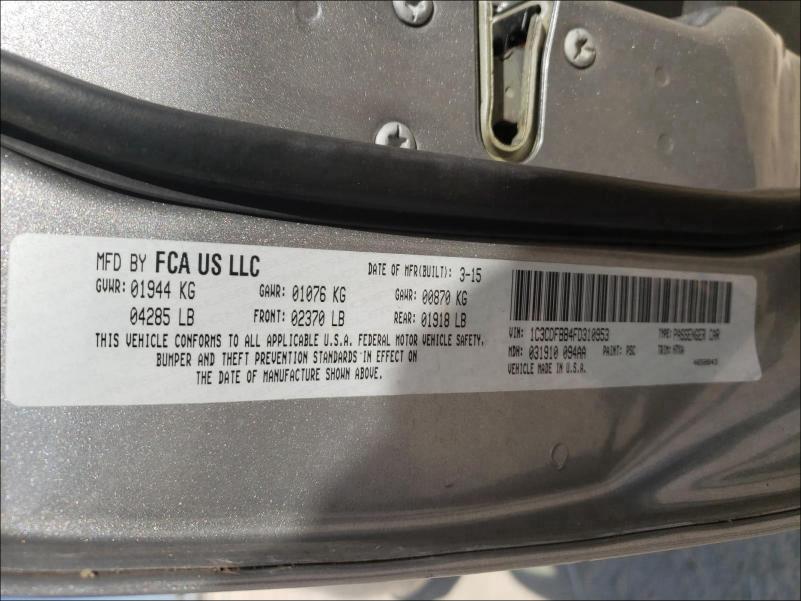 MFD BY FCA US LLC
DATE OF MFR(BUILT): 3-15
GVWR: 01944 KG GAWR: 01076 KG GAWR: 00870 KG
04285 LB FRONT: 02370 LB REAR: 01918 LB
THIS VEHICLE CONFORMS TO ALL APPLICABLE U.S.A. FEDERAL MOTOR VEHICLE SAFETY,
BUMPER AND THEFT PREVENTION STANDARDS IN EFFECT ON
THE DATE OF MANUFACTURE SHOWN ABOVE.
VIN: 1C3CDFBB4FD310953 TYPE: PASSENGER CAR
MDH: 031910 094AA PAINT: PSC TRIM:
VEHICLE MADE IN U.S.A.